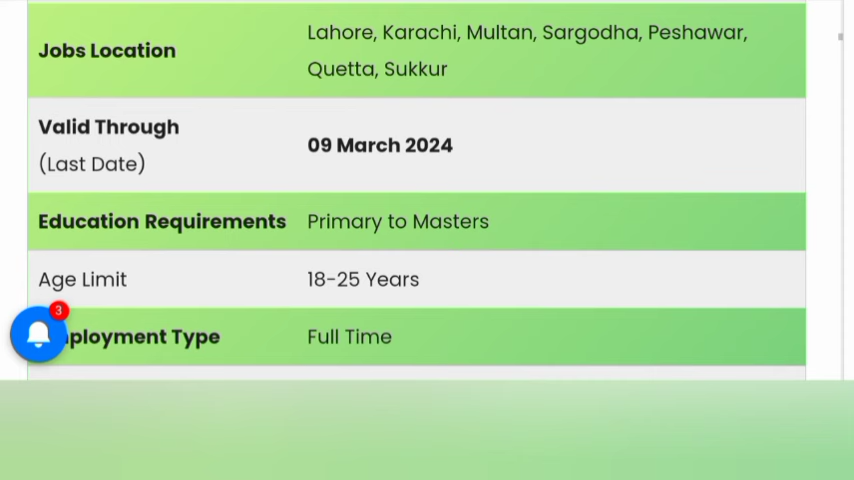 Jobs Location
Lahore, Karachi, Multan, Sargodha, Peshawar,
Quetta, Sukkur
Valid Through
(Last Date)
09 March 2024
Education Requirements
Primary to Masters
Age Limit
18-25 Years
3
ployment Type
Full Time